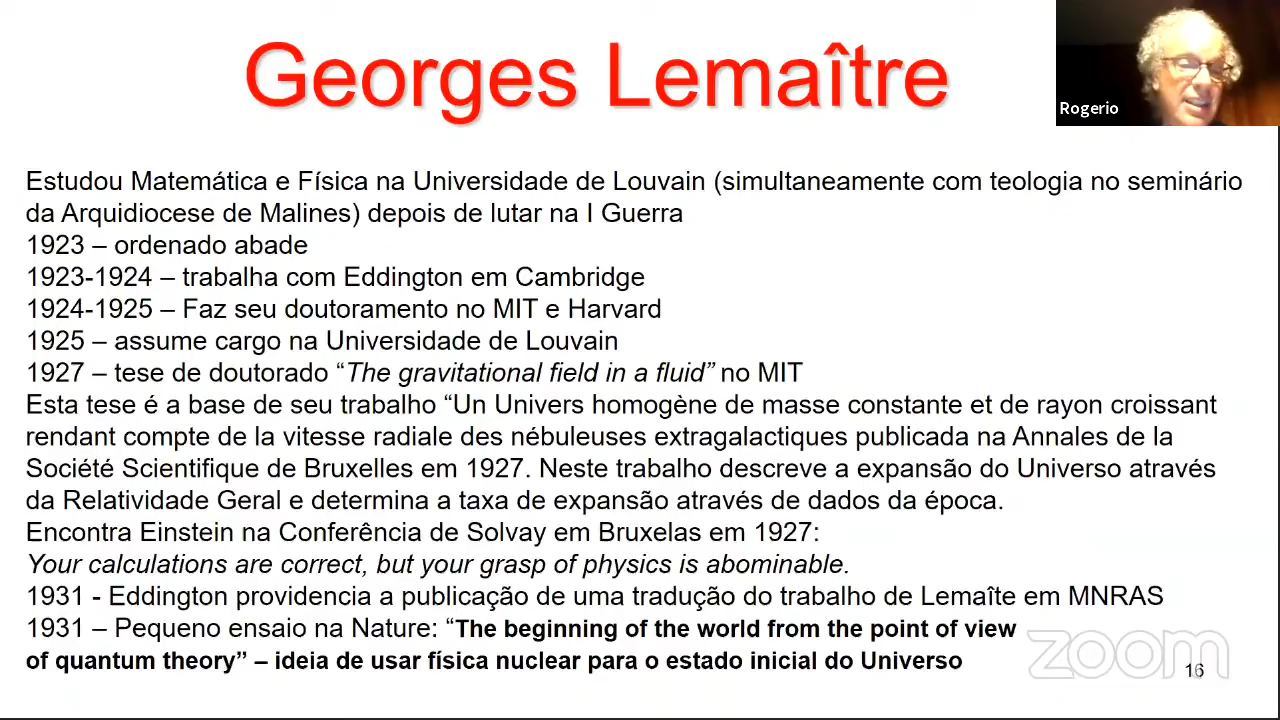 Georges Lemaître
Rogerio
Estudou Matemática e Física na Universidade de Louvain (simultaneamente com teologia no seminário
da Arquidiocese de Malines) depois de lutar na I Guerra
1923 – ordenado abade
1923-1924 – trabalha com Eddington em Cambridge
1924-1925 – Faz seu doutoramento no MIT e Harvard
1925 – assume cargo na Universidade de Louvain
1927 – tese de doutorado “The gravitational field in a fluid” no MIT
Esta tese é a base de seu trabalho “Un Univers homogène de masse constante et de rayon croissant
rendant compte de la vitesse radiale des nébuleuses extragalactiques publicada na Annales de la
Société Scientifique de Bruxelles em 1927. Neste trabalho descreve a expansão do Universo através
da Relatividade Geral e determina a taxa de expansão através de dados da época.
Encontra Einstein na Conferência de Solvay em Bruxelas em 1927:
Your calculations are correct, but your grasp of physics is abominable.
1931 - Eddington providencia a publicação de uma tradução do trabalho de Lemaîte em MNRAS
1931 – Pequeno ensaio na Nature: “The beginning of the world from the point of view
of quantum theory” – ideia de usar física nuclear para o estado inicial do Universo
zoom
16